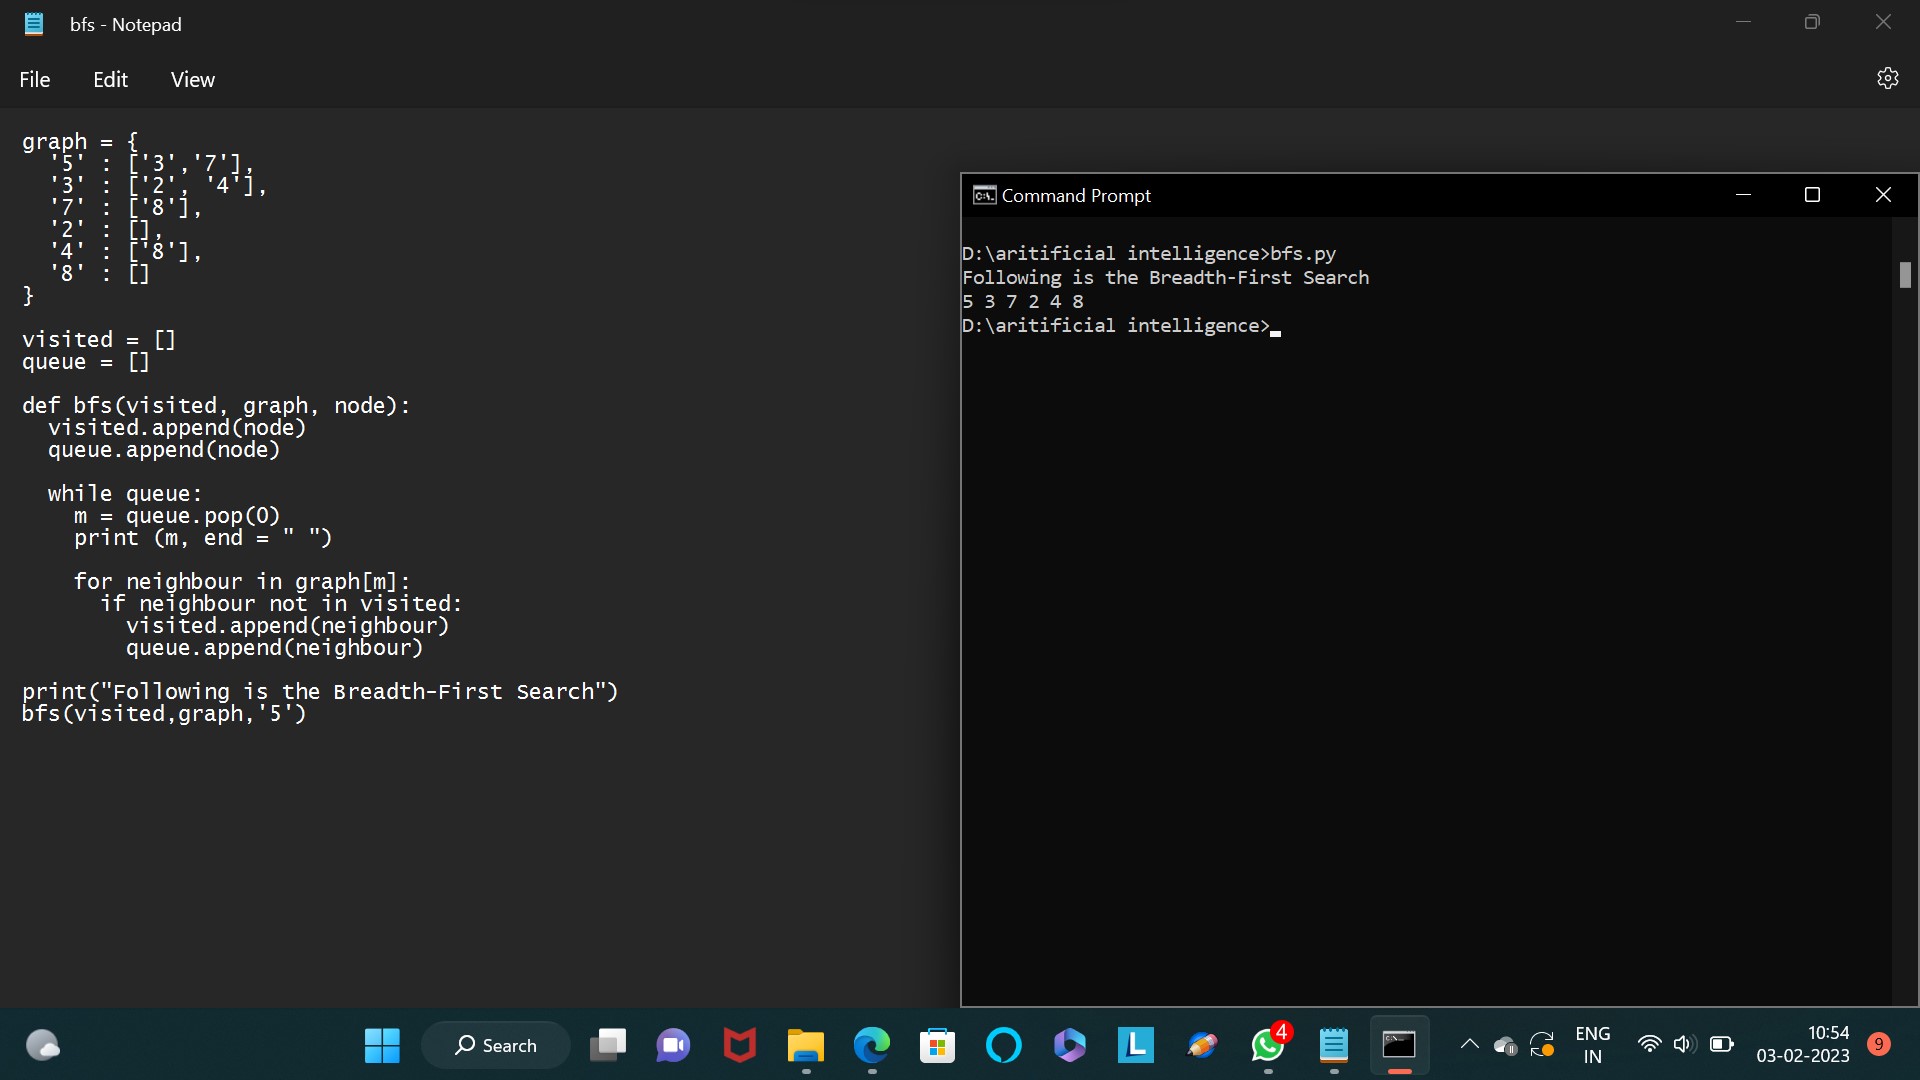 bfs - Notepad
File Edit View
graph = {
  '5' : ['3','7'],
  '3' : ['2', '4'],
  '7' : ['8'],
  '2' : [],
  '4' : ['8'],
  '8' : []
}
visited = []
queue = []
def bfs(visited, graph, node):
  visited.append(node)
  queue.append(node)
  while queue:
    m = queue.pop(0)
    print (m, end = " ")
    for neighbour in graph[m]:
      if neighbour not in visited:
        visited.append(neighbour)
        queue.append(neighbour)
print("Following is the Breadth-First Search")
bfs(visited,graph,'5')
Command Prompt
D:\aritificial intelligence>bfs.py
Following is the Breadth-First Search
5 3 7 2 4 8
D:\aritificial intelligence>
Search
L
4
ENG
IN
10:54
03-02-2023
9